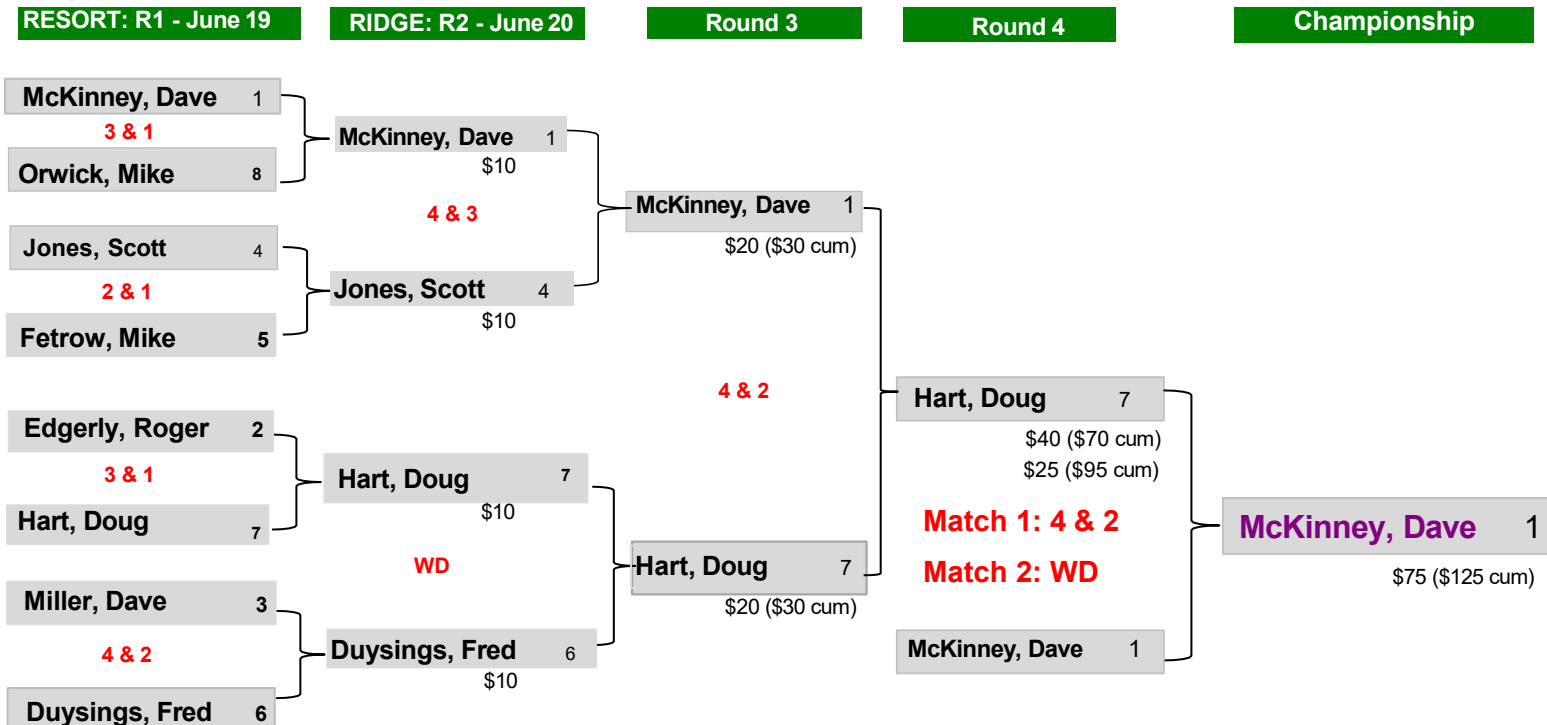 RESORT: R1 - June 19
RIDGE: R2 - June 20
Round 3
Round 4
Championship
McKinney, Dave 1
3 & 1
Orwick, Mike 8
Jones, Scott 4
2 & 1
Fetrow, Mike 5
Edgerly, Roger 2
3 & 1
Hart, Doug 7
Miller, Dave 3
4 & 2
Duysings, Fred 6
McKinney, Dave 1
$10
4 & 3
Jones, Scott 4
$10
Hart, Doug 7
$10
WD
Duysings, Fred 6
$10
McKinney, Dave 1
$20 ($30 cum)
4 & 2
Hart, Doug 7
$20 ($30 cum)
Hart, Doug 7
$40 ($70 cum)
$25 ($95 cum)
Match 1: 4 & 2
Match 2: WD
McKinney, Dave 1
McKinney, Dave 1
$75 ($125 cum)